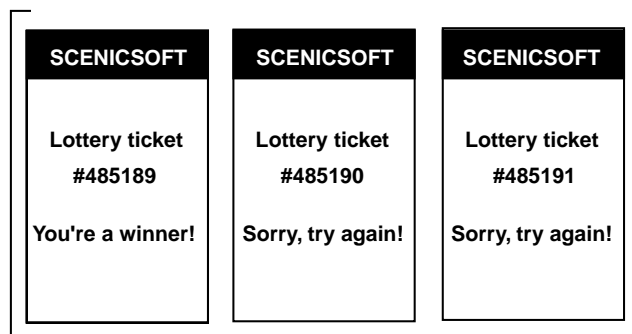 SCENICSOFT
Lottery ticket
#485189
You're a winner!
SCENICSOFT
Lottery ticket
#485190
Sorry, try again!
SCENICSOFT
Lottery ticket
#485191
Sorry, try again!